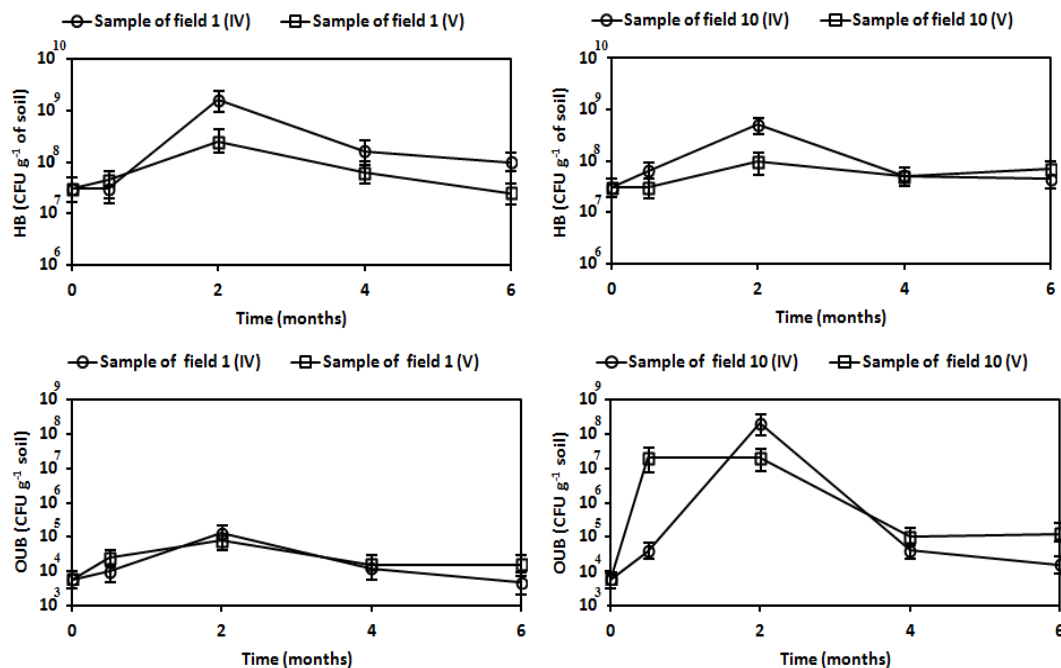 Sample of field 1 (IV) Sample of field 1 (V)
10^10
10^9
10^8
10^7
10^6
HB (CFU g^-1 of soil)
0 2 4 6
Time (months)
Sample of field 10 (IV) Sample of field 10 (V)
10^10
10^9
10^8
10^7
10^6
HB (CFU g^-1 of soil)
0 2 4 6
Time (months)
Sample of field 1 (IV) Sample of field 1 (V)
10^9
10^8
10^7
10^6
10^5
10^4
10^3
OUB (CFU g^-1 soil)
0 2 4 6
Time (months)
Sample of field 10 (IV) Sample of field 10 (V)
10^9
10^8
10^7
10^6
10^5
10^4
10^3
OUB (CFU g^-1 soil)
0 2 4 6
Time (months)